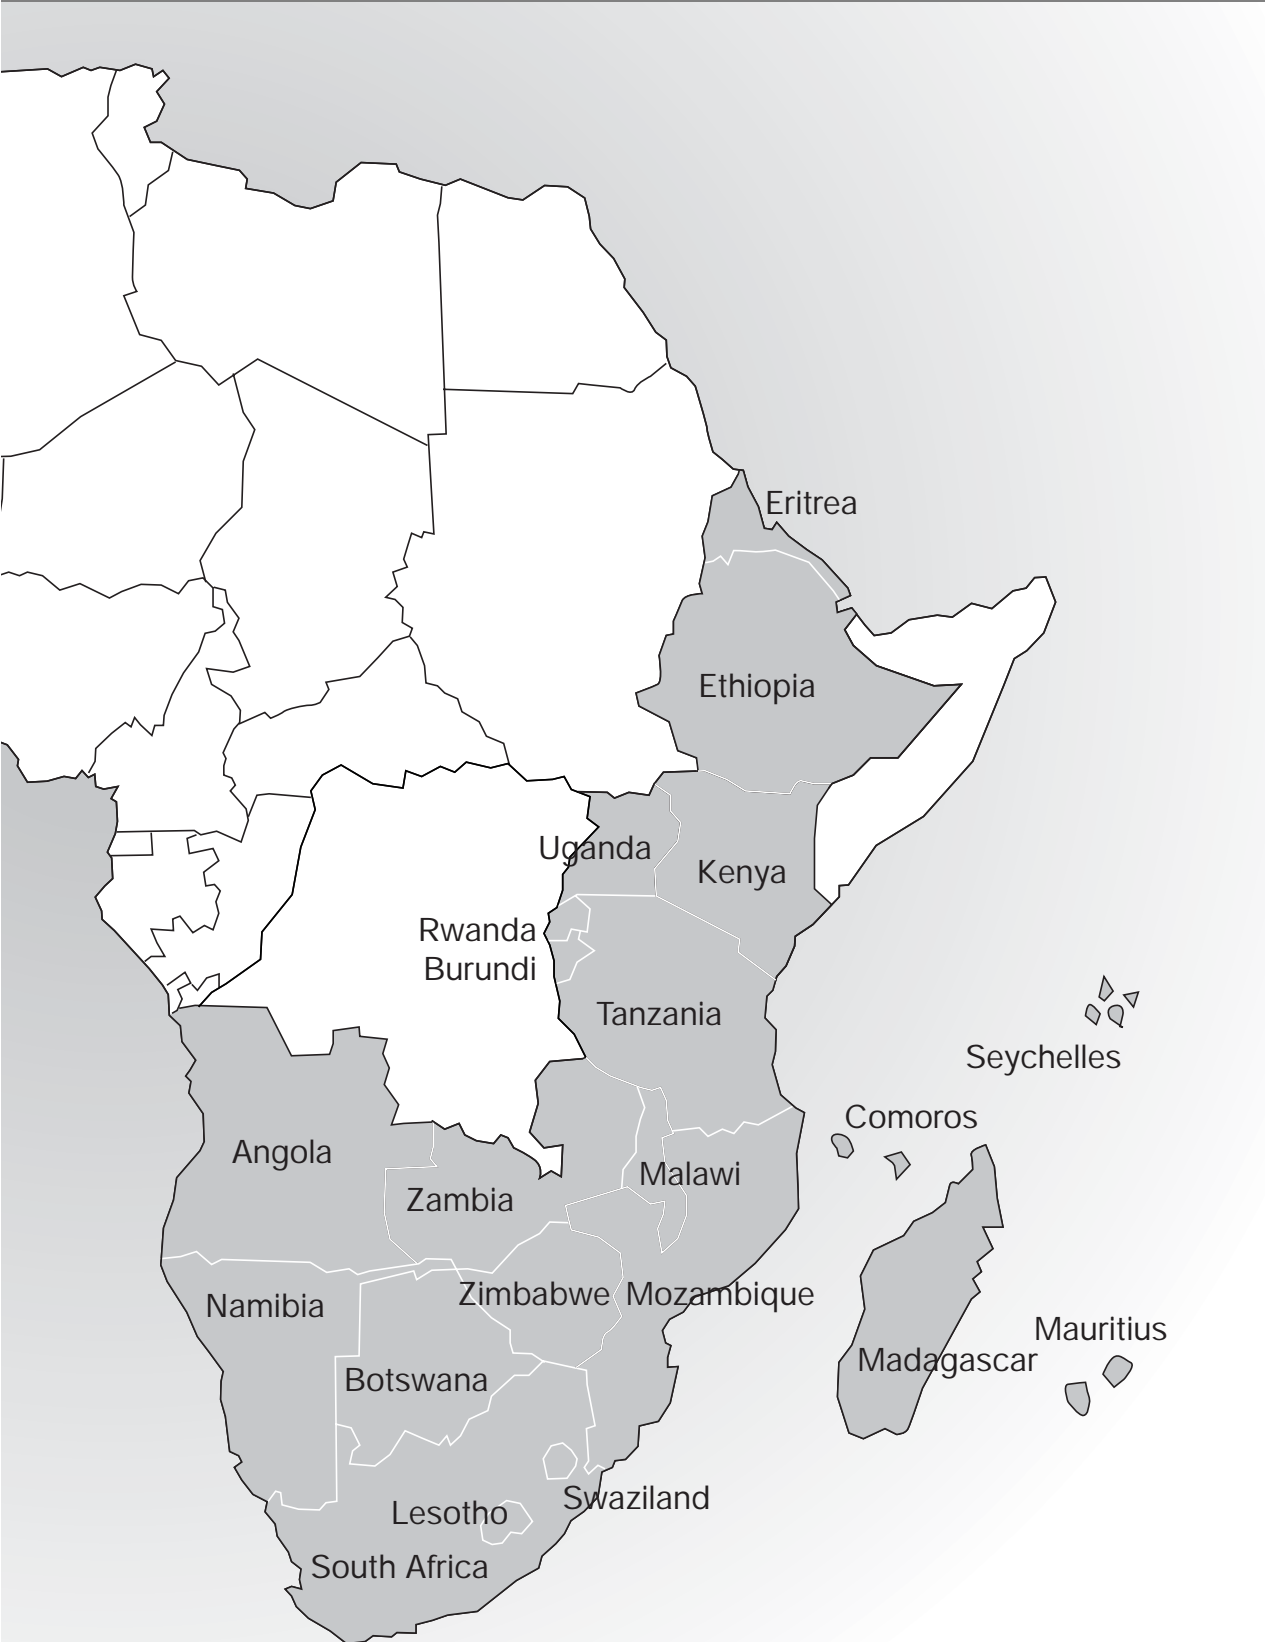 Eritrea
Ethiopia
Uganda
Kenya
Rwanda
Burundi
Tanzania
Seychelles
Comoros
Angola
Malawi
Zambia
Zimbabwe
Mozambique
Namibia
Mauritius
Madagascar
Botswana
Swaziland
Lesotho
South Africa